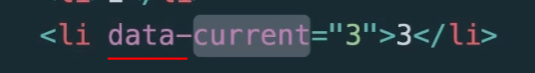 <li data-current="3">3</li>